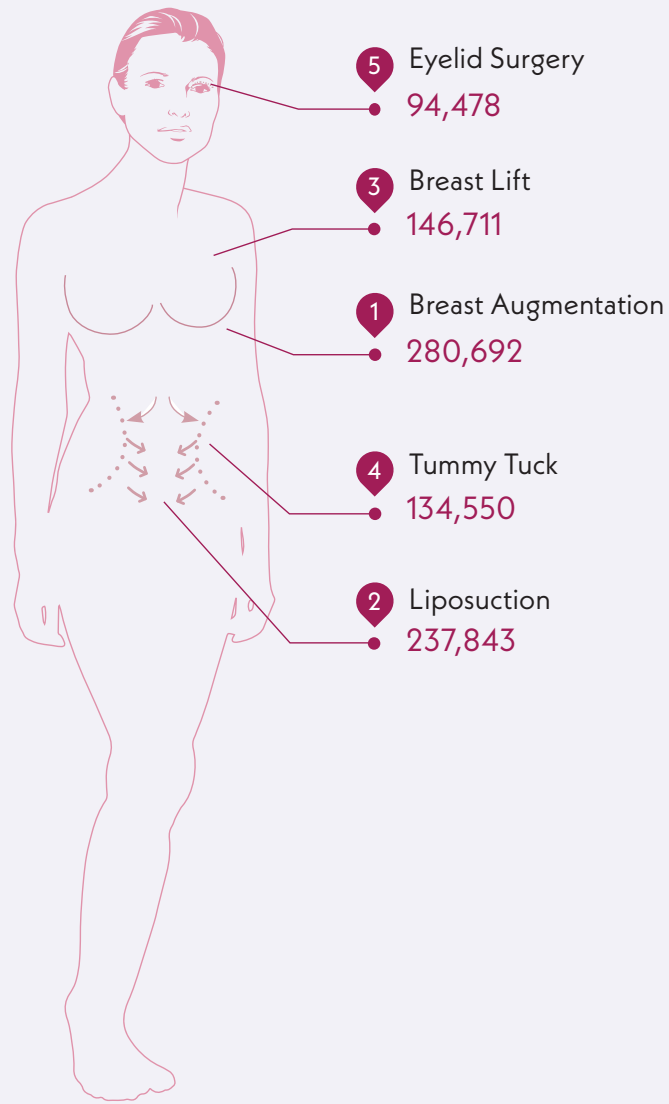 5 Eyelid Surgery
94,478
3 Breast Lift
146,711
1 Breast Augmentation
280,692
4 Tummy Tuck
134,550
2 Liposuction
237,843